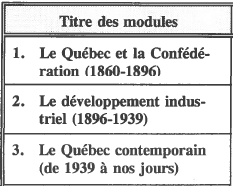 Titre des modules
1. Le Québec et la Confédé-
ration (1860-1896)
2. Le développement indus-
triel (1896-1939)
3. Le Québec contemporain
(de 1939 à nos jours)